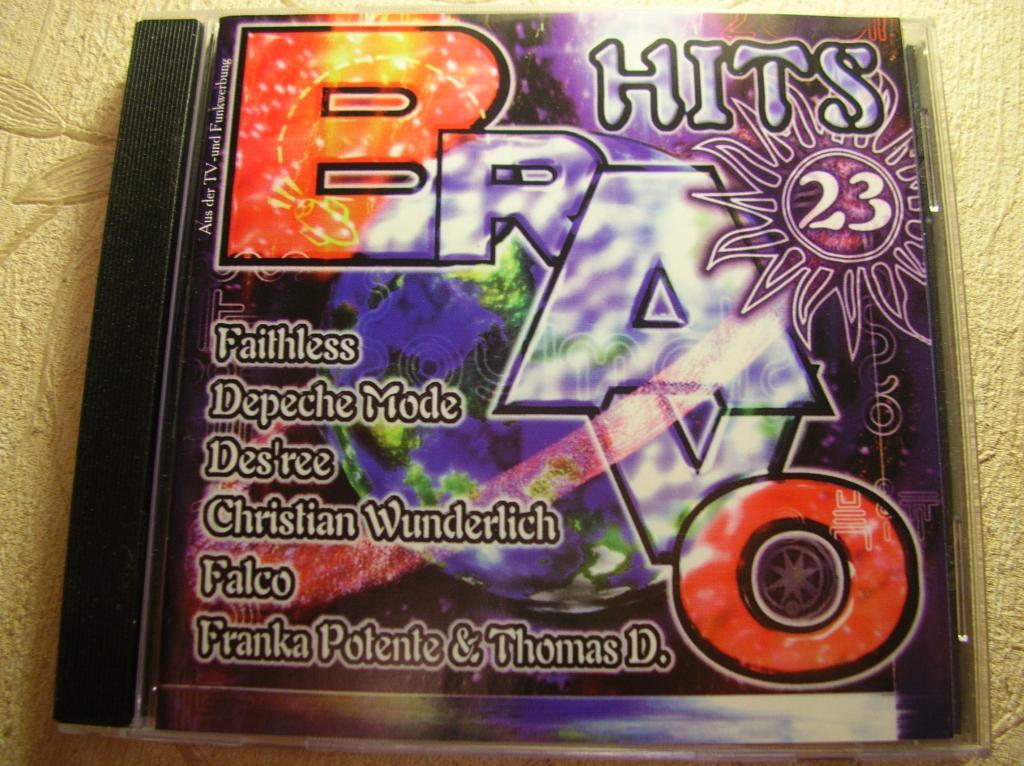 Aus der TV-und Funkwerbung
BRAVO
HITS
23
Faithless
Depeche Mode
Des'ree
Christian Wunderlich
Falco
Franka Potente & Thomas D.